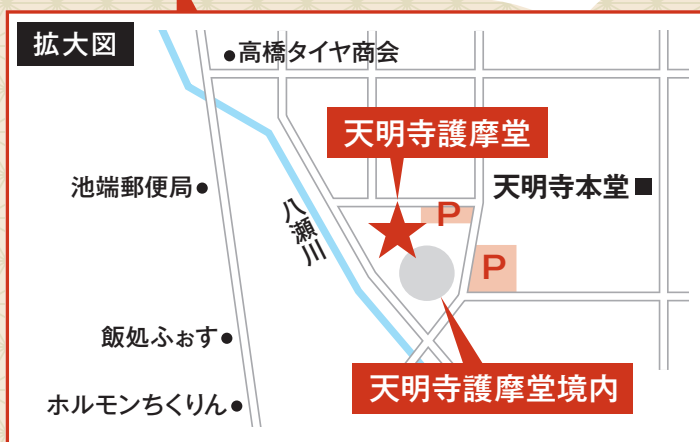 拡大図
高橋タイヤ商会
天明寺護摩堂
池端郵便局
天明寺本堂
P
八瀬川
P
飯処ふぉす
天明寺護摩堂境内
ホルモンちくりん